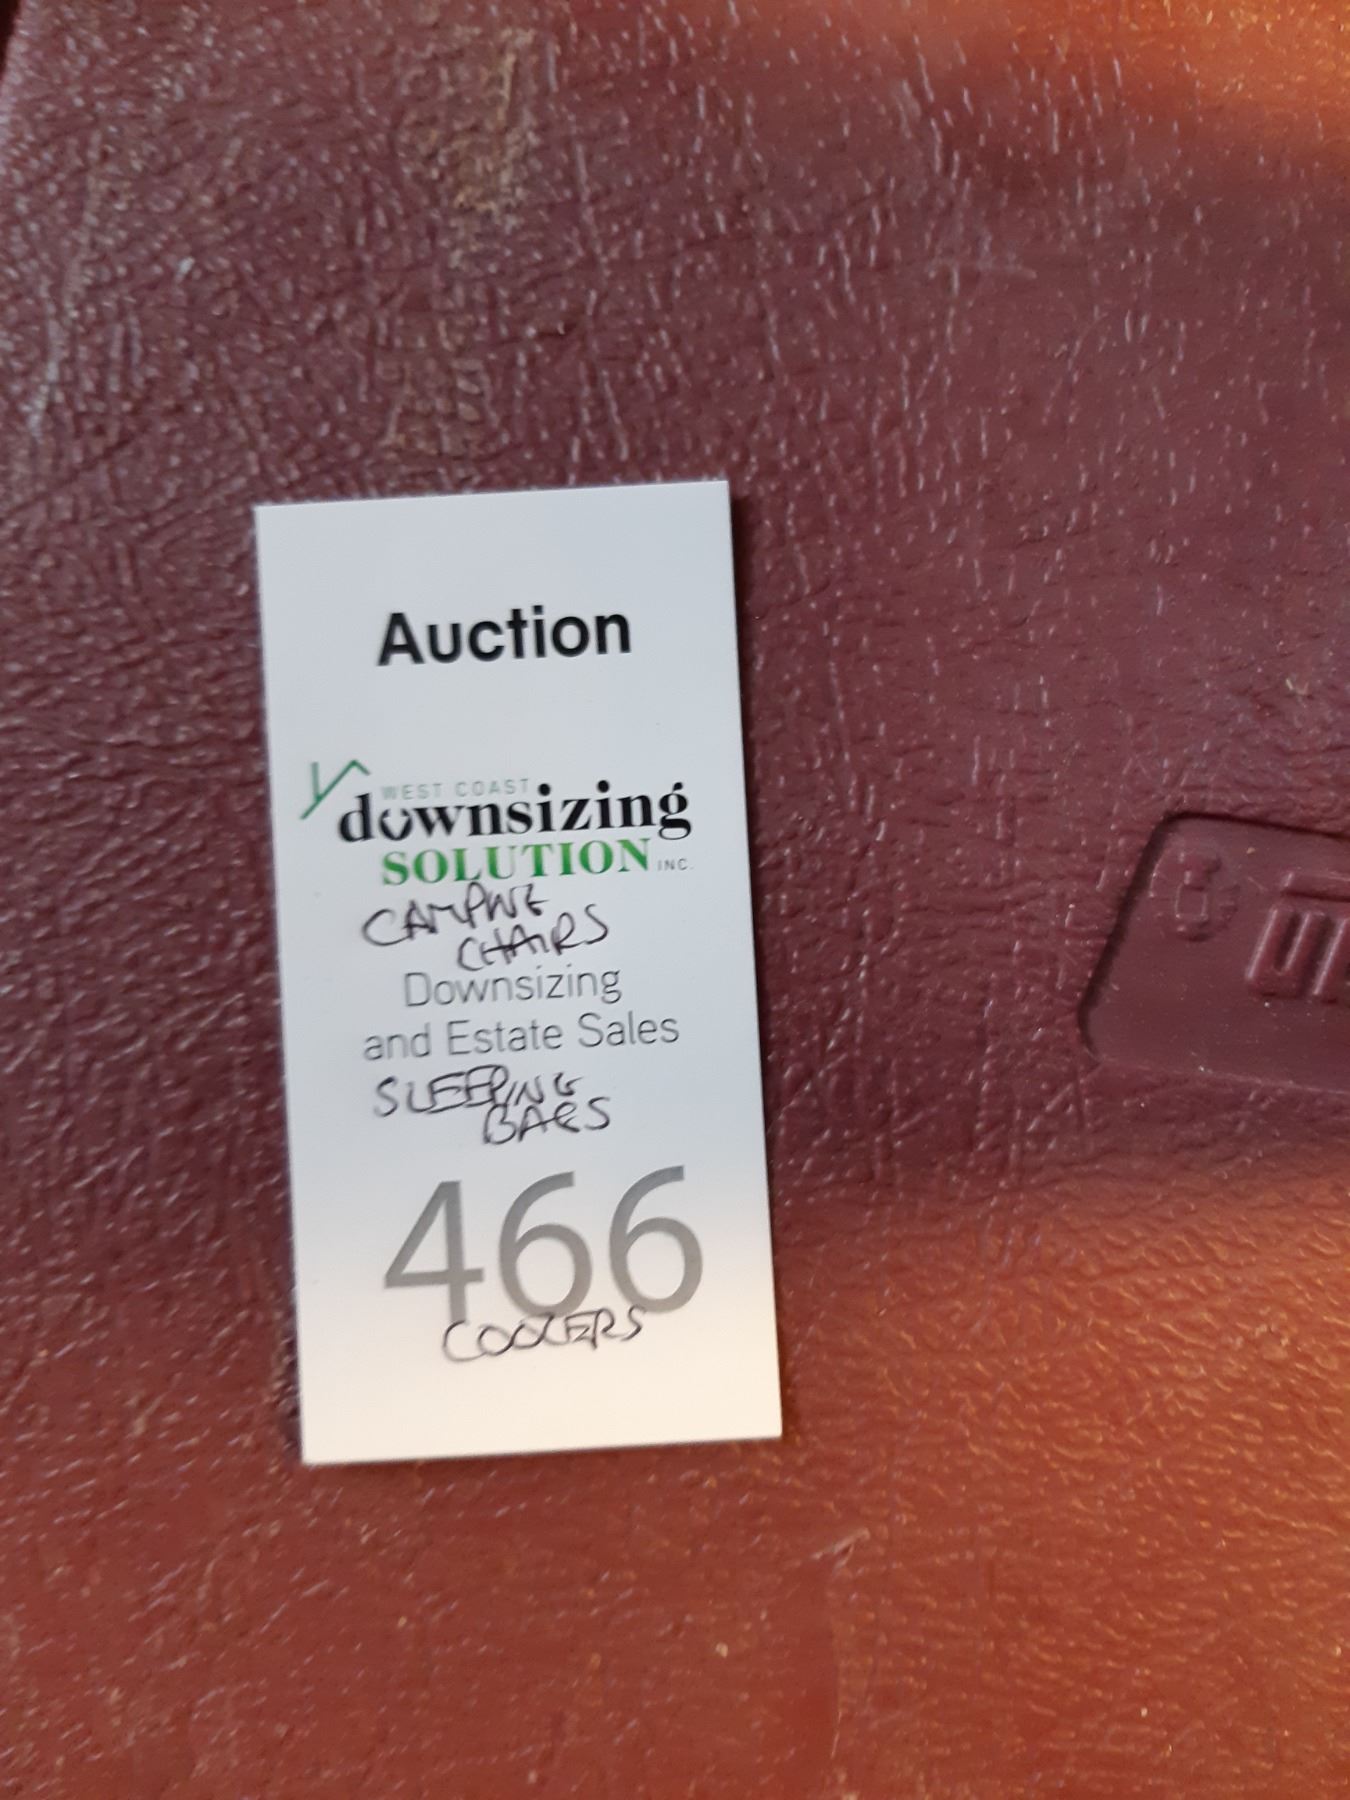 Auction
WEST COAST
downsizing
SOLUTION INC.
CAMPING
CHAIRS
Downsizing
and Estate Sales
SLEEPING
BAGS
466
COOLERS